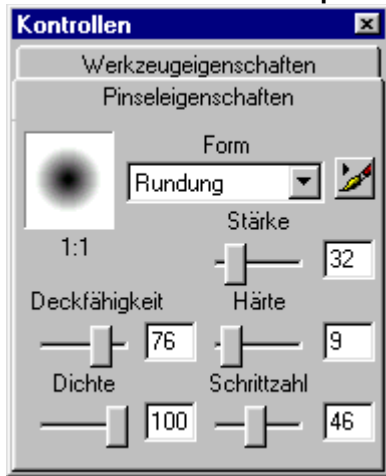 Kontrollen
Werkzeugeigenschaften
Pinseleigenschaften
Form
Rundung
Stärke
1:1
32
Deckfähigkeit Härte
76 9
Dichte Schrittzahl
100 46